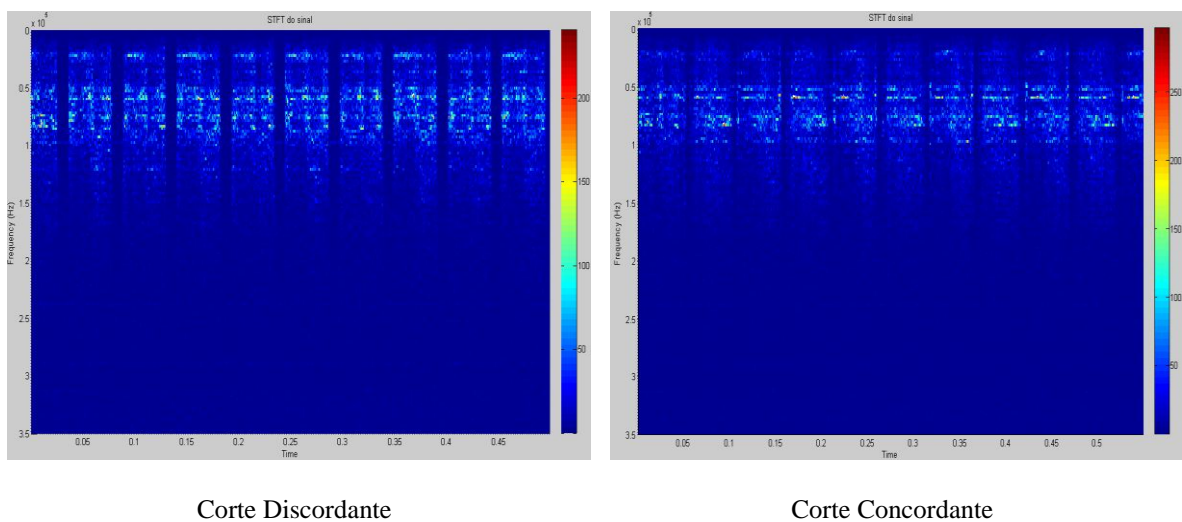 STFT do sinal
x 10⁵
0
0.5
1
1.5
2
2.5
3
3.5
Frequency (Hz)
0.05 0.1 0.15 0.2 0.25 0.3 0.35 0.4 0.45
Time
200
150
100
50
Corte Discordante
STFT do sinal
x 10⁵
0
0.5
1
1.5
2
2.5
3
3.5
Frequency (Hz)
0.05 0.1 0.15 0.2 0.25 0.3 0.35 0.4 0.45 0.5
Time
250
200
150
100
50
Corte Concordante